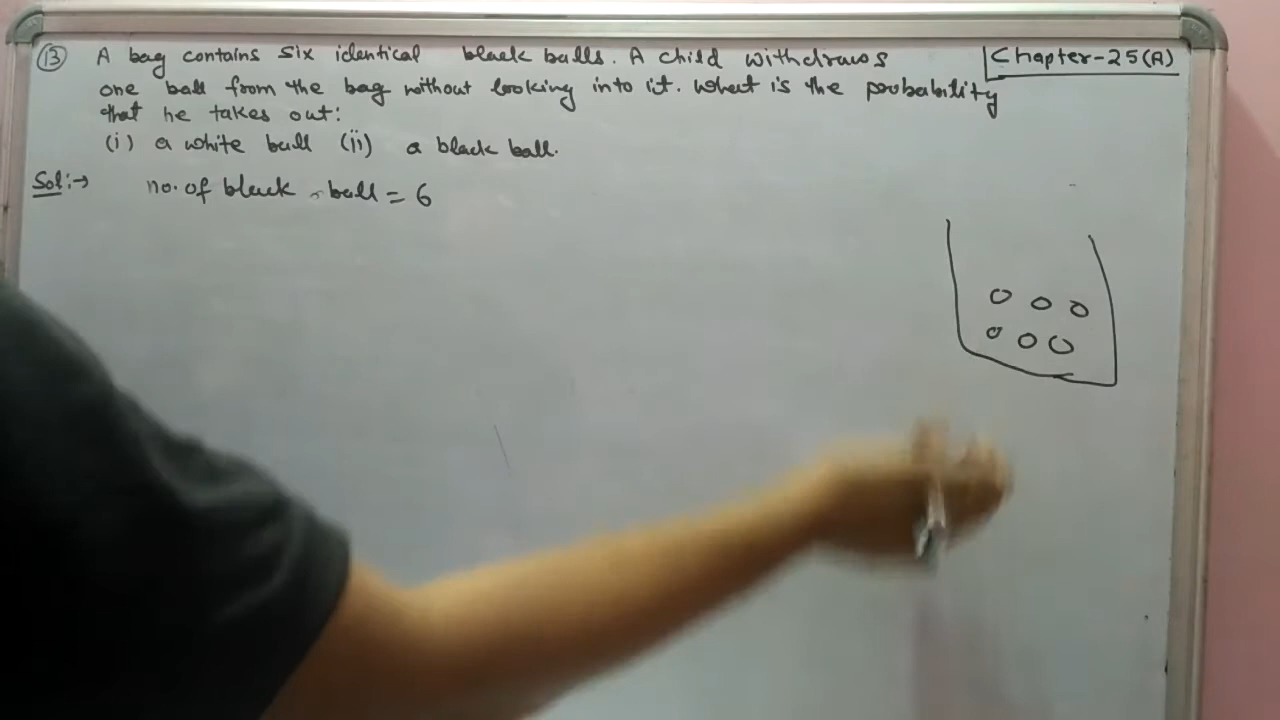 (13) A bag contains six identical black balls. A child withdraws
Chapter-25(A)
one ball from the bag without looking into it. What is the probability
that he takes out:
(i) a white ball (ii) a black ball.
Sol:→ no. of black ball = 6